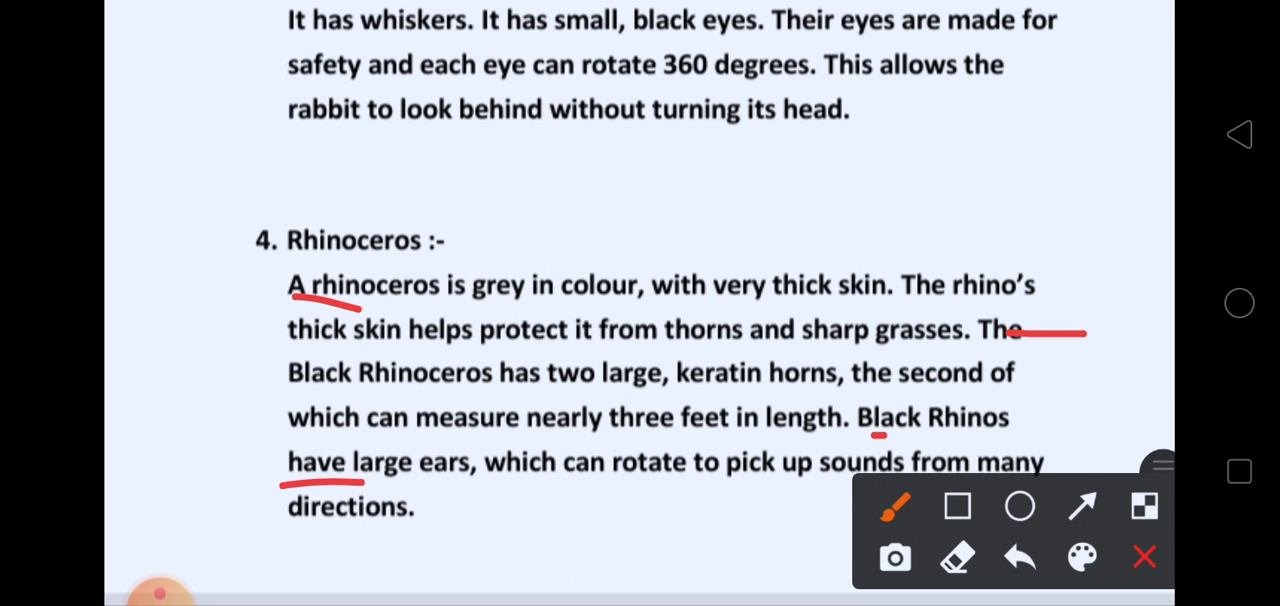 It has whiskers. It has small, black eyes. Their eyes are made for
safety and each eye can rotate 360 degrees. This allows the
rabbit to look behind without turning its head.
4. Rhinoceros :-
A rhinoceros is grey in colour, with very thick skin. The rhino's
thick skin helps protect it from thorns and sharp grasses. The
Black Rhinoceros has two large, keratin horns, the second of
which can measure nearly three feet in length. Black Rhinos
have large ears, which can rotate to pick up sounds from many
directions.